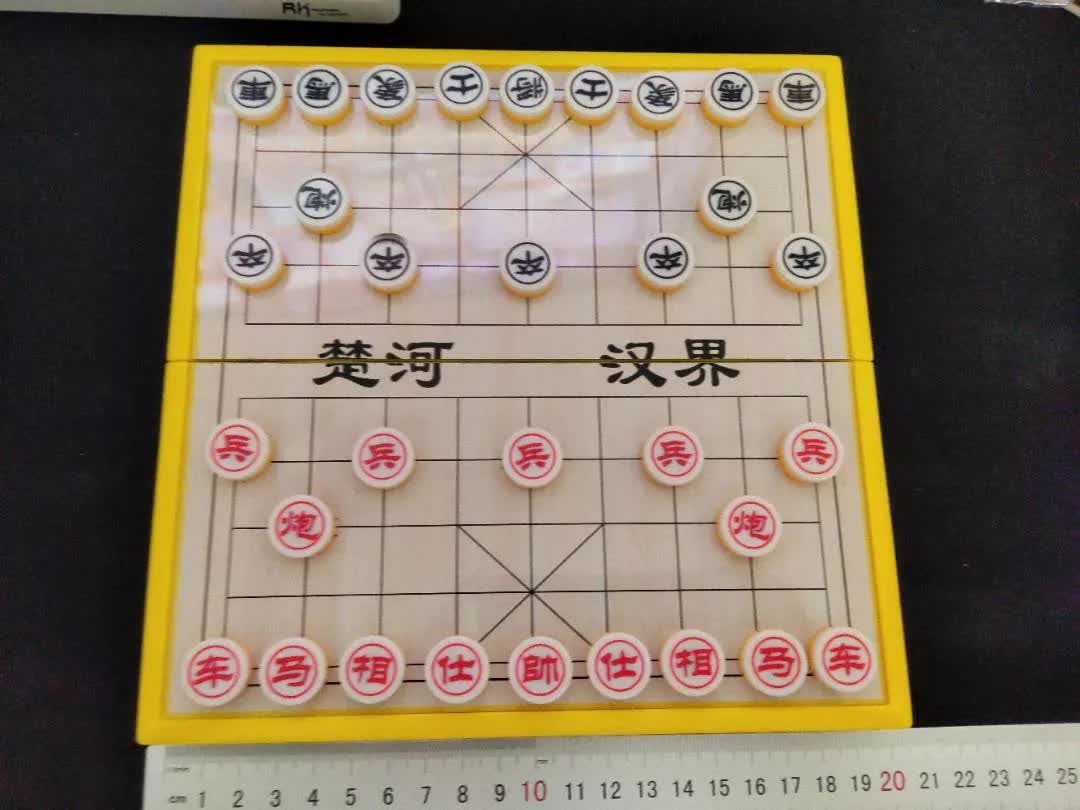 RK
車 馬 象 士 將 士 象 馬 車
炮 炮
卒 卒 卒 卒 卒
楚河 汉界
兵 兵 兵 兵 兵
炮 炮
车 马 相 仕 帥 仕 相 马 车
cm 1 2 3 4 5 6 7 8 9 10 11 12 13 14 15 16 17 18 19 20 21 22 23 24 25